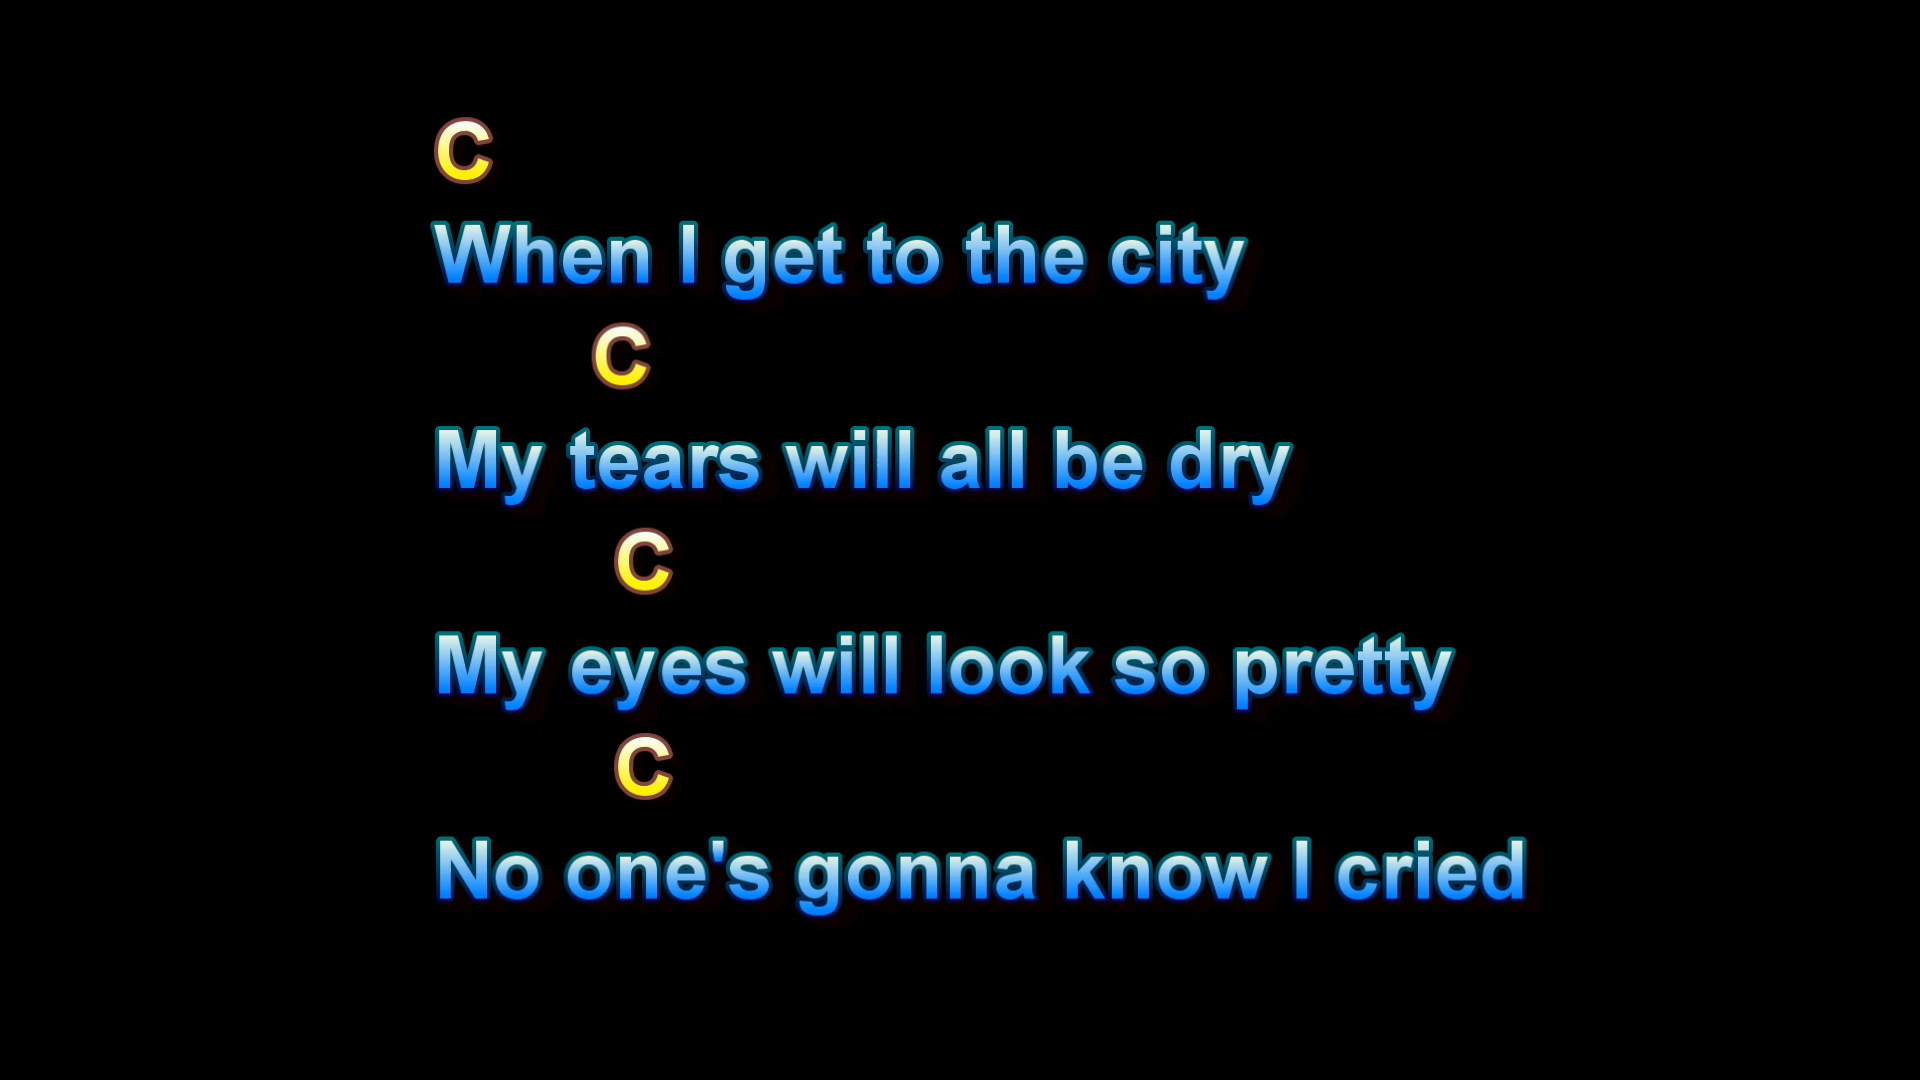 C
When I get to the city
C
My tears will all be dry
C
My eyes will look so pretty
C
No one's gonna know I cried